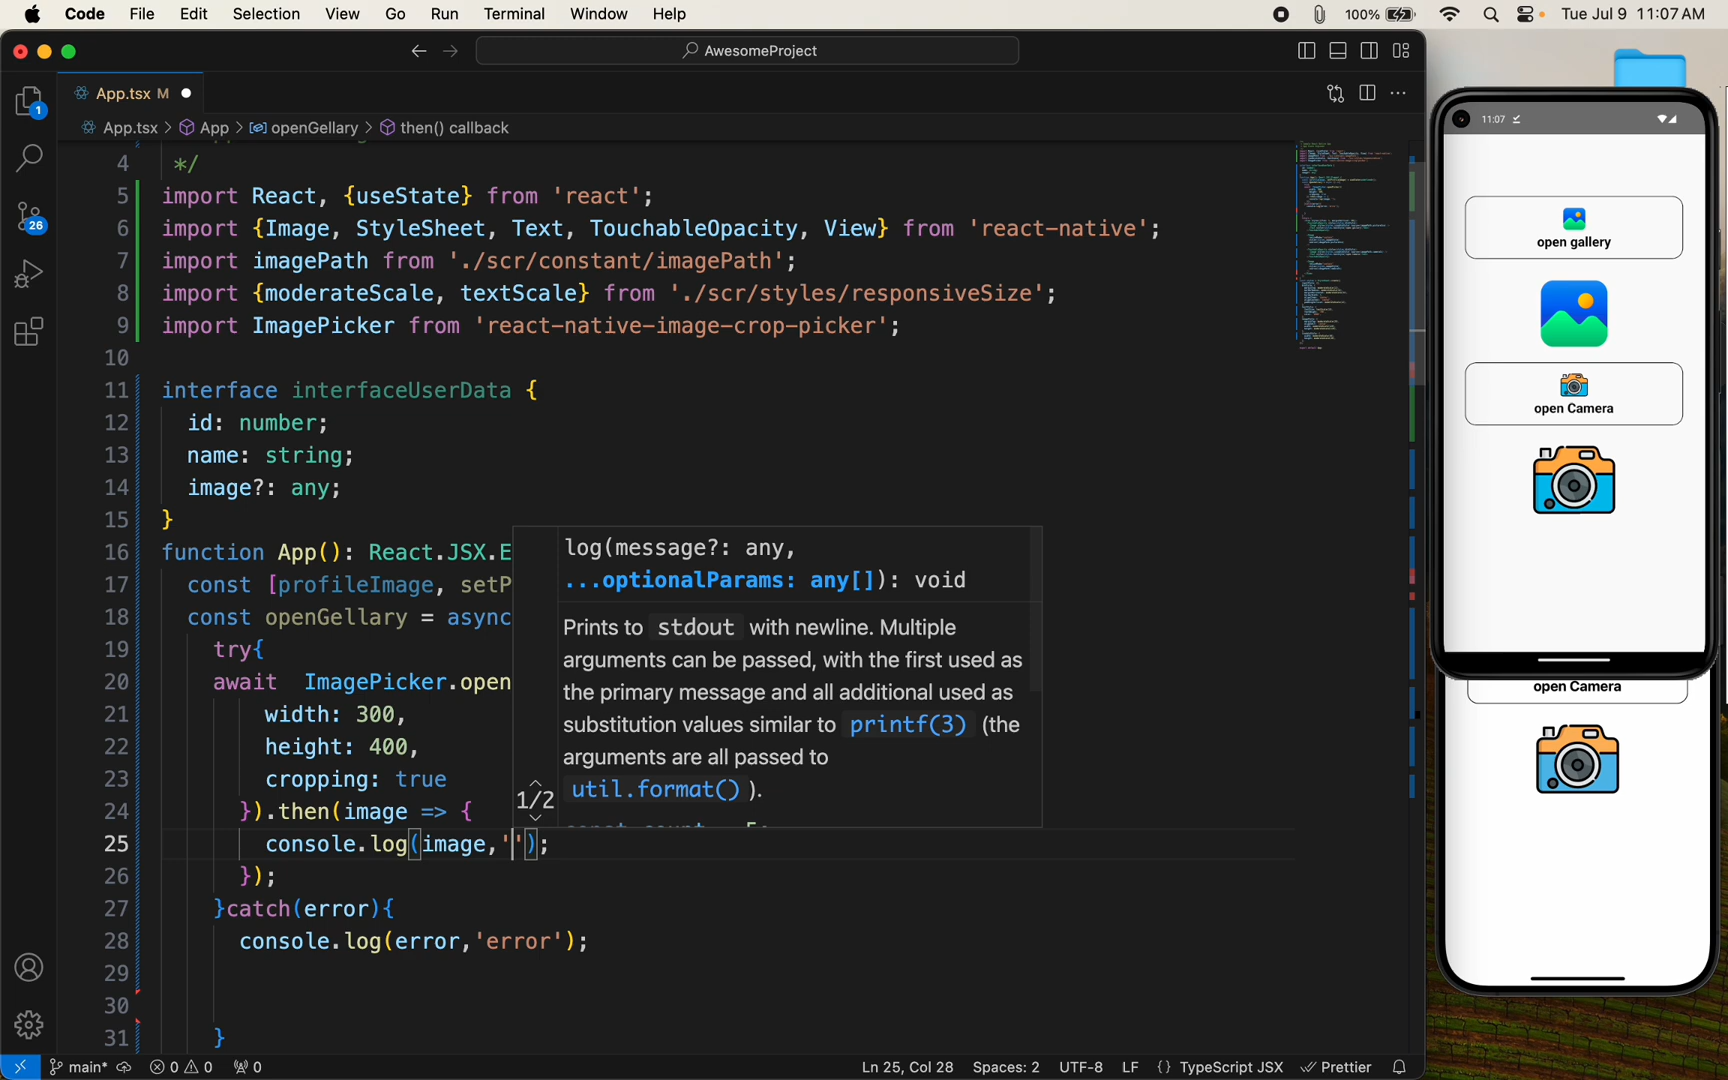 Code File Edit Selection View Go Run Terminal Window Help 100% Tue Jul 9 11:07 AM
AwesomeProject
App.tsx M
App.tsx > App > openGellary > then() callback
1
26
4 */
5 import React, {useState} from 'react';
6 import {Image, StyleSheet, Text, TouchableOpacity, View} from 'react-native';
7 import imagePath from './scr/constant/imagePath';
8 import {moderateScale, textScale} from './scr/styles/responsiveSize';
9 import ImagePicker from 'react-native-image-crop-picker';
10
11 interface interfaceUserData {
12 id: number;
13 name: string;
14 image?: any;
15 }
16 function App(): React.JSX.E
17 const [profileImage, setP
18 const openGellary = async
19 try{
20 await ImagePicker.open
21 width: 300,
22 height: 400,
23 cropping: true
24 }).then(image => {
25 console.log(image,'');
26 });
27 }catch(error){
28 console.log(error,'error');
29
30
31 }
log(message?: any,
...optionalParams: any[]): void
Prints to stdout with newline. Multiple
arguments can be passed, with the first used as
the primary message and all additional used as
substitution values similar to printf(3) (the
arguments are all passed to
util.format() ).
1/2
main* 0 0 0 Ln 25, Col 28 Spaces: 2 UTF-8 LF {} TypeScript JSX Prettier
11:07
open gallery
open Camera
open Camera